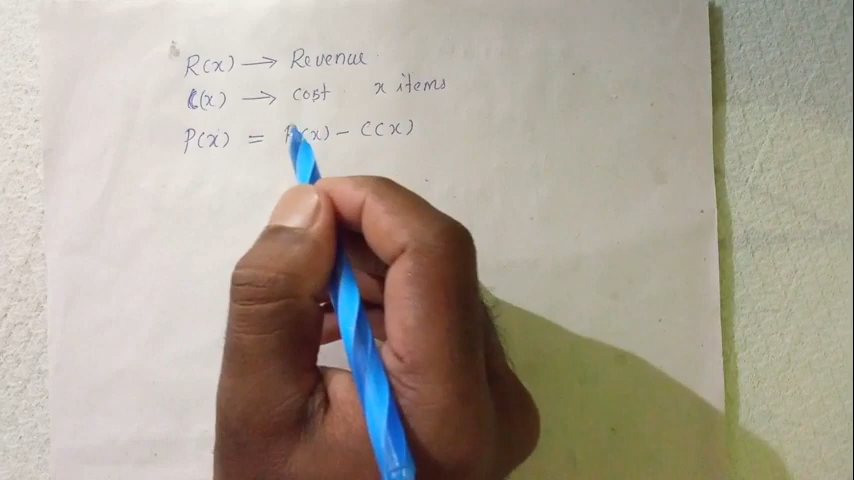 R(x) → Revenue
C(x) → cost x items
P(x) = R(x) – C(x)